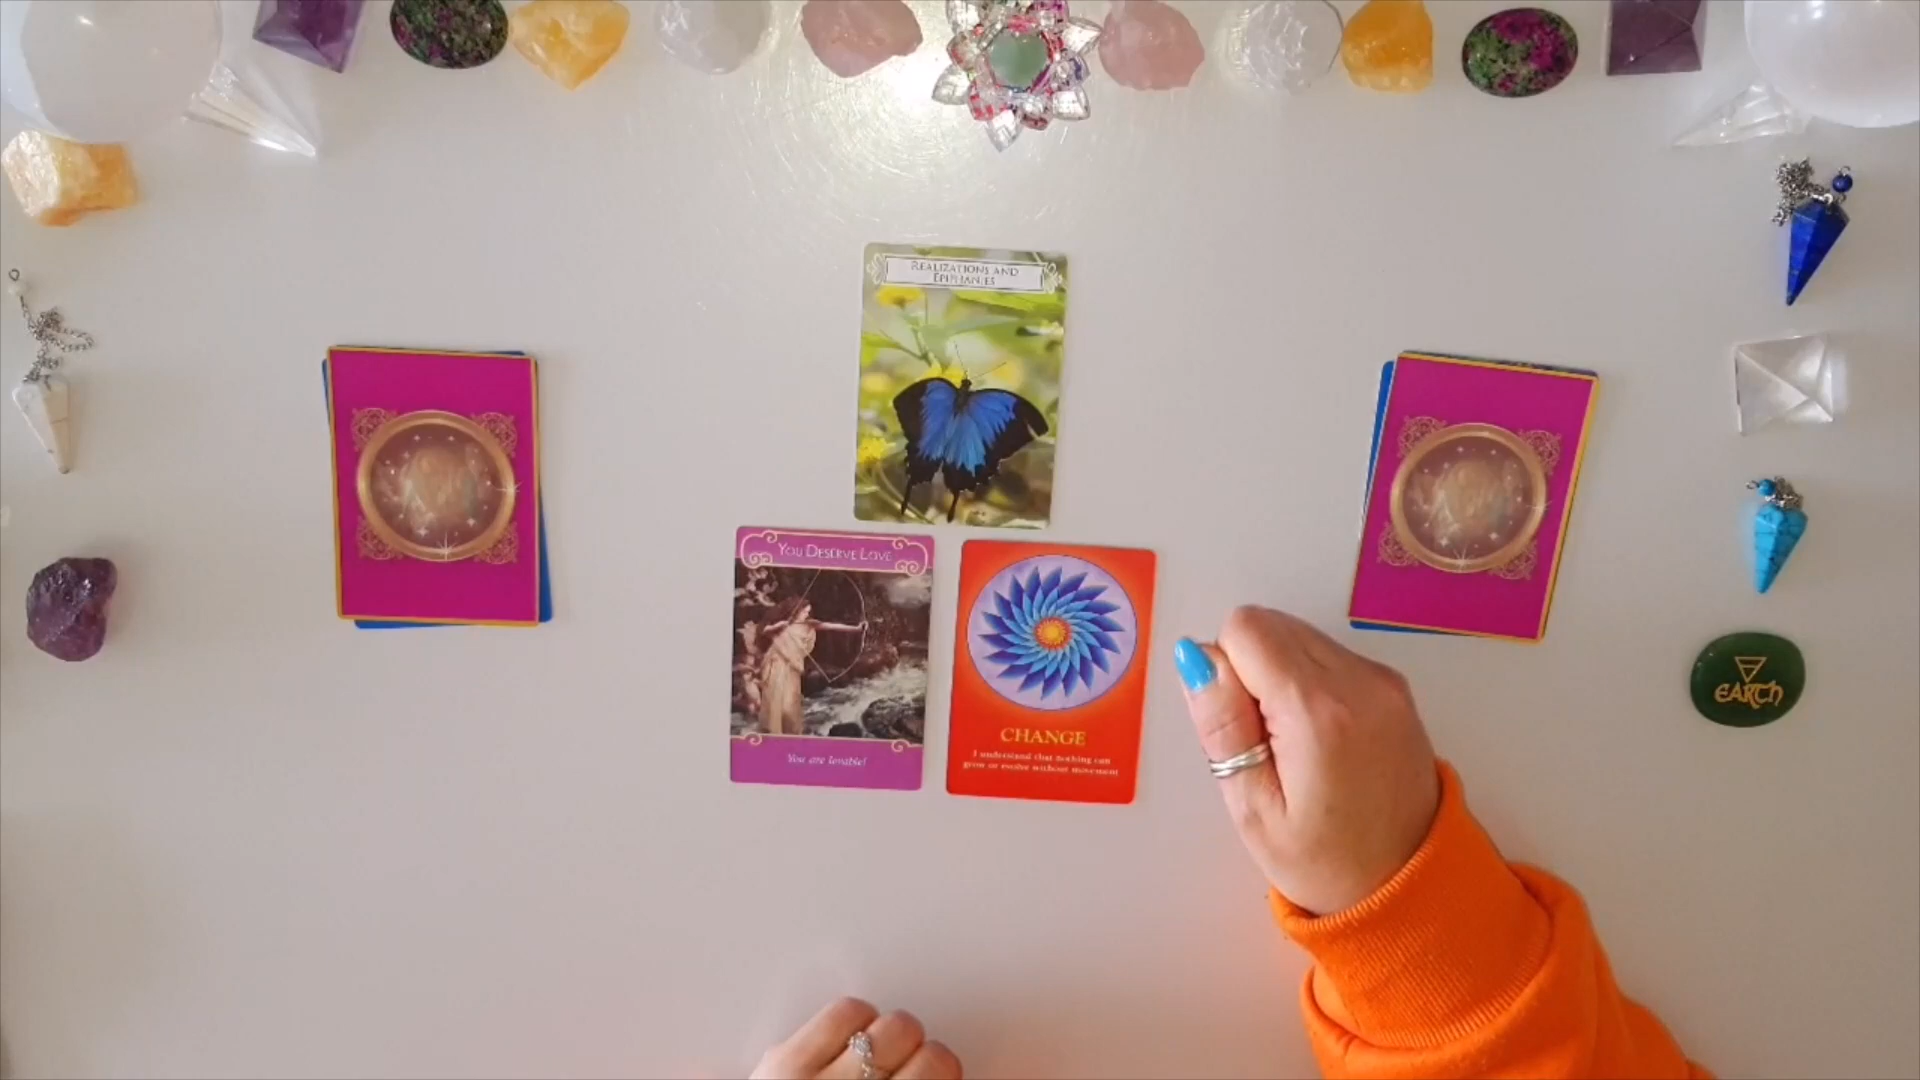 REALIZATIONS AND
EPIPHANIES
YOU DESERVE LOVE
You are lovable!
CHANGE
I understand that nothing can
grow or evolve without movement
EARTH